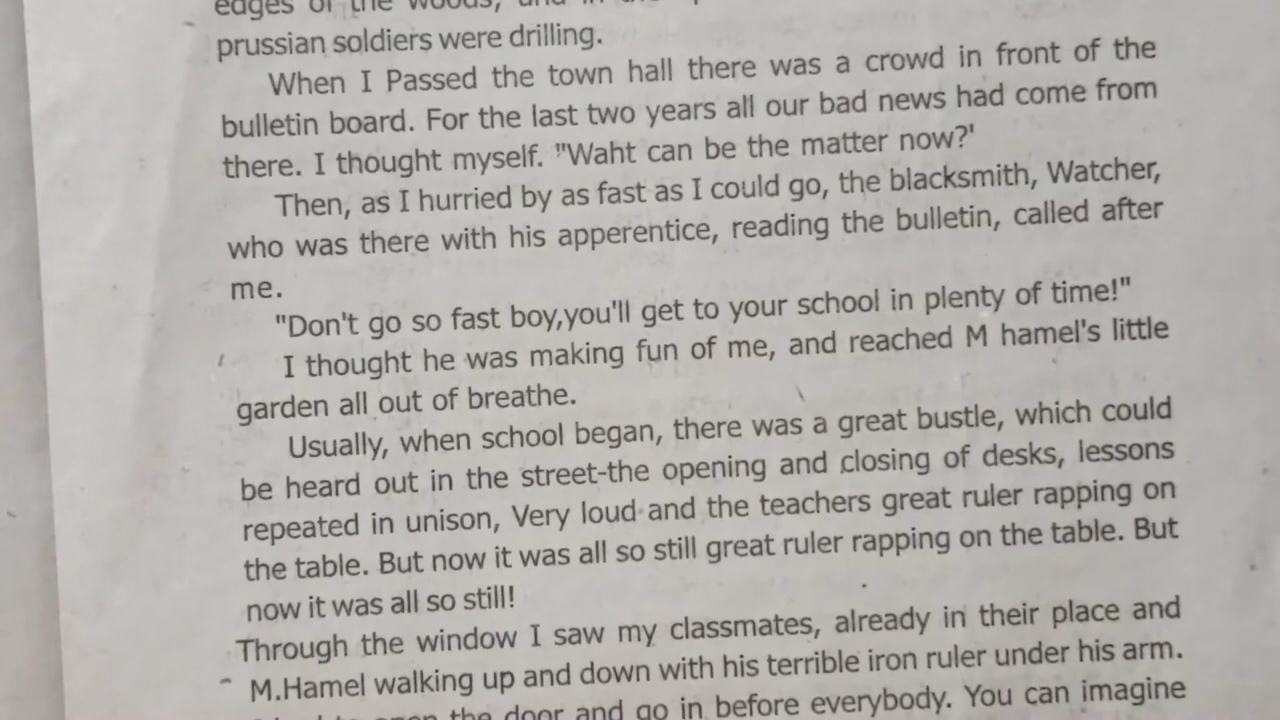 edges of the woods, and in the
prussian soldiers were drilling.
When I Passed the town hall there was a crowd in front of the
bulletin board. For the last two years all our bad news had come from
there. I thought myself. "Waht can be the matter now?'
Then, as I hurried by as fast as I could go, the blacksmith, Watcher,
who was there with his apperentice, reading the bulletin, called after
me.
"Don't go so fast boy,you'll get to your school in plenty of time!"
I thought he was making fun of me, and reached M hamel's little
garden all out of breathe.
Usually, when school began, there was a great bustle, which could
be heard out in the street-the opening and closing of desks, lessons
repeated in unison, Very loud and the teachers great ruler rapping on
the table. But now it was all so still great ruler rapping on the table. But
now it was all so still!
Through the window I saw my classmates, already in their place and
M.Hamel walking up and down with his terrible iron ruler under his arm.
the door and go in before everybody. You can imagine